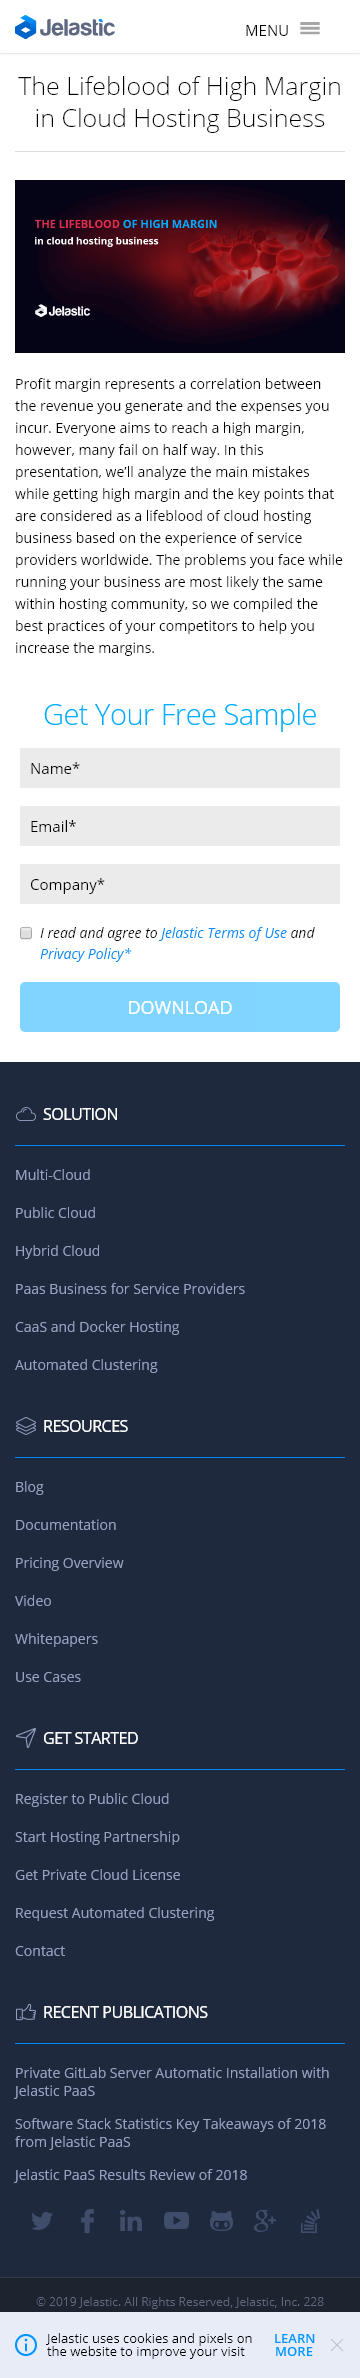 Jelastic
MENU
The Lifeblood of High Margin
in Cloud Hosting Business
THE LIFEBLOOD OF HIGH MARGIN
in cloud hosting business
Jelastic
Profit margin represents a correlation between
the revenue you generate and the expenses you
incur. Everyone aims to reach a high margin,
however, many fail on half way. In this
presentation, we'll analyze the main mistakes
while getting high margin and the key points that
are considered as a lifeblood of cloud hosting
business based on the experience of service
providers worldwide. The problems you face while
running your business are most likely the same
within hosting community, so we compiled the
best practices of your competitors to help you
increase the margins.
Get Your Free Sample
Name*
Email*
Company*
I read and agree to Jelastic Terms of Use and
Privacy Policy*
DOWNLOAD
SOLUTION
Multi-Cloud
Public Cloud
Hybrid Cloud
Paas Business for Service Providers
CaaS and Docker Hosting
Automated Clustering
RESOURCES
Blog
Documentation
Pricing Overview
Video
Whitepapers
Use Cases
GET STARTED
Register to Public Cloud
Start Hosting Partnership
Get Private Cloud License
Request Automated Clustering
Contact
RECENT PUBLICATIONS
Private GitLab Server Automatic Installation with
Jelastic PaaS
Software Stack Statistics Key Takeaways of 2018
from Jelastic PaaS
Jelastic PaaS Results Review of 2018
© 2019 Jelastic. All Rights Reserved, Jelastic, Inc. 228
Jelastic uses cookies and pixels on
the website to improve your visit
LEARN
MORE